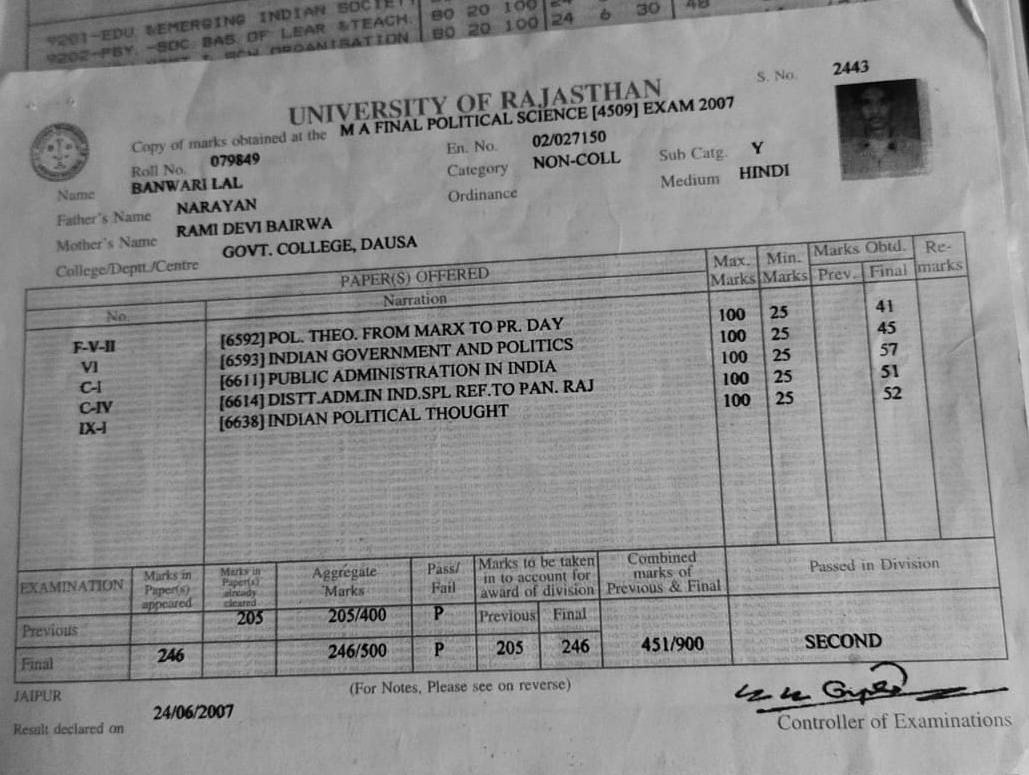 9201-EDU &EMERGING INDIAN SOCIETY 80 20 100 24
9202-PSY. -SOC. BAS. OF LEAR &TEACH. 80 20 100 24 6 30 48
ORGANISATION
S. No. 2443
UNIVERSITY OF RAJASTHAN
Copy of marks obtained at the M A FINAL POLITICAL SCIENCE [4509] EXAM 2007
Roll No. 079849 En. No. 02/027150
Name BANWARI LAL Category NON-COLL Sub Catg. Y
Father's Name NARAYAN Ordinance Medium HINDI
Mother's Name RAMI DEVI BAIRWA
College/Deptt./Centre GOVT. COLLEGE, DAUSA
PAPER(S) OFFERED Max. Marks Min. Marks Marks Obtd. Re-marks
No. Narration Prev. Final
F-V-II [6592] POL. THEO. FROM MARX TO PR. DAY 100 25 41
VI [6593] INDIAN GOVERNMENT AND POLITICS 100 25 45
C-I [6611] PUBLIC ADMINISTRATION IN INDIA 100 25 57
C-IV [6614] DISTT.ADM.IN IND.SPL REF.TO PAN. RAJ 100 25 51
IX-I [6638] INDIAN POLITICAL THOUGHT 100 25 52
EXAMINATION Marks in Paper(s) appeared Marks in Paper(s) already cleared Aggregate Marks Pass/ Fail Marks to be taken in to account for award of division Combined marks of Previous & Final Passed in Division
Previous 205 205/400 P Previous Final
Final 246 246/500 P 205 246 451/900 SECOND
JAIPUR (For Notes, Please see on reverse)
Result declared on 24/06/2007
Controller of Examinations